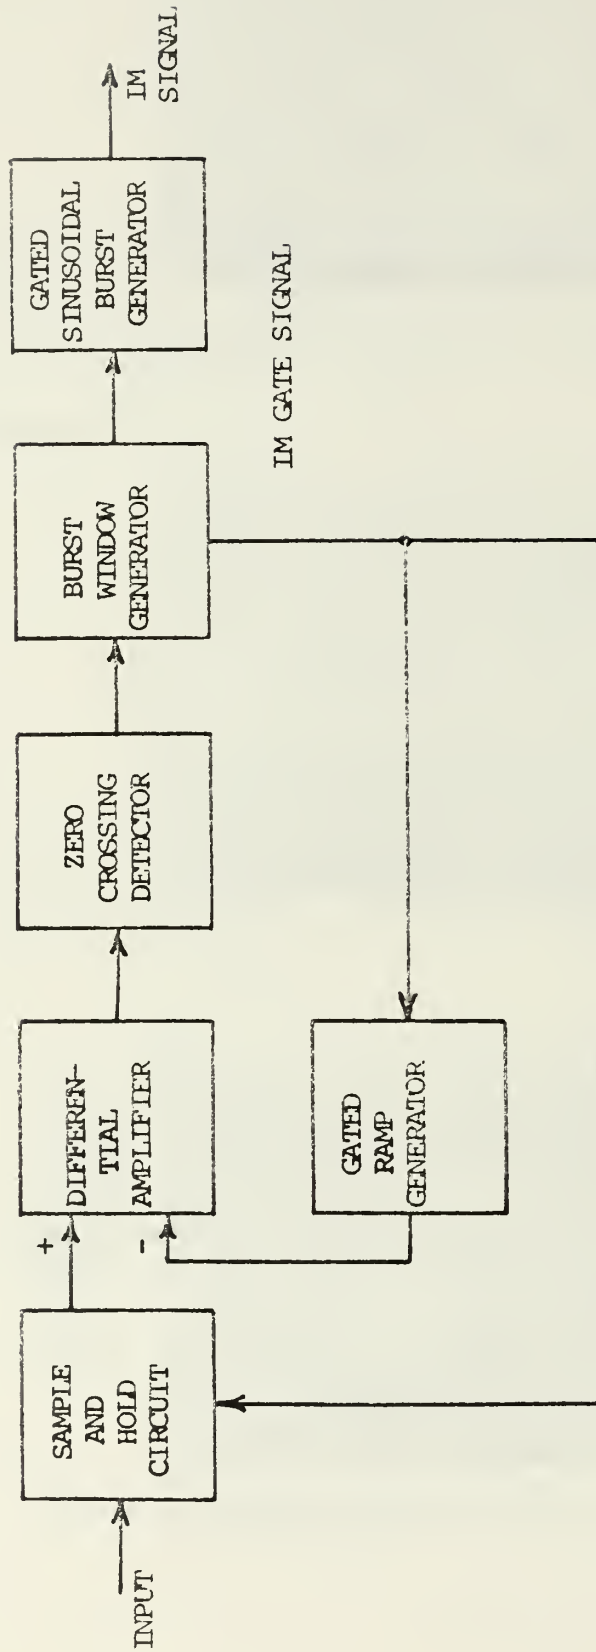 INPUT
SAMPLE
AND
HOLD
CIRCUIT
+
-
DIFFEREN-
TIAL
AMPLIFIER
ZERO
CROSSING
DETECTOR
BURST
WINDOW
GENERATOR
GATED
SINUSOIDAL
BURST
GENERATOR
IM
SIGNAL
GATED
RAMP
GENERATOR
IM GATE SIGNAL